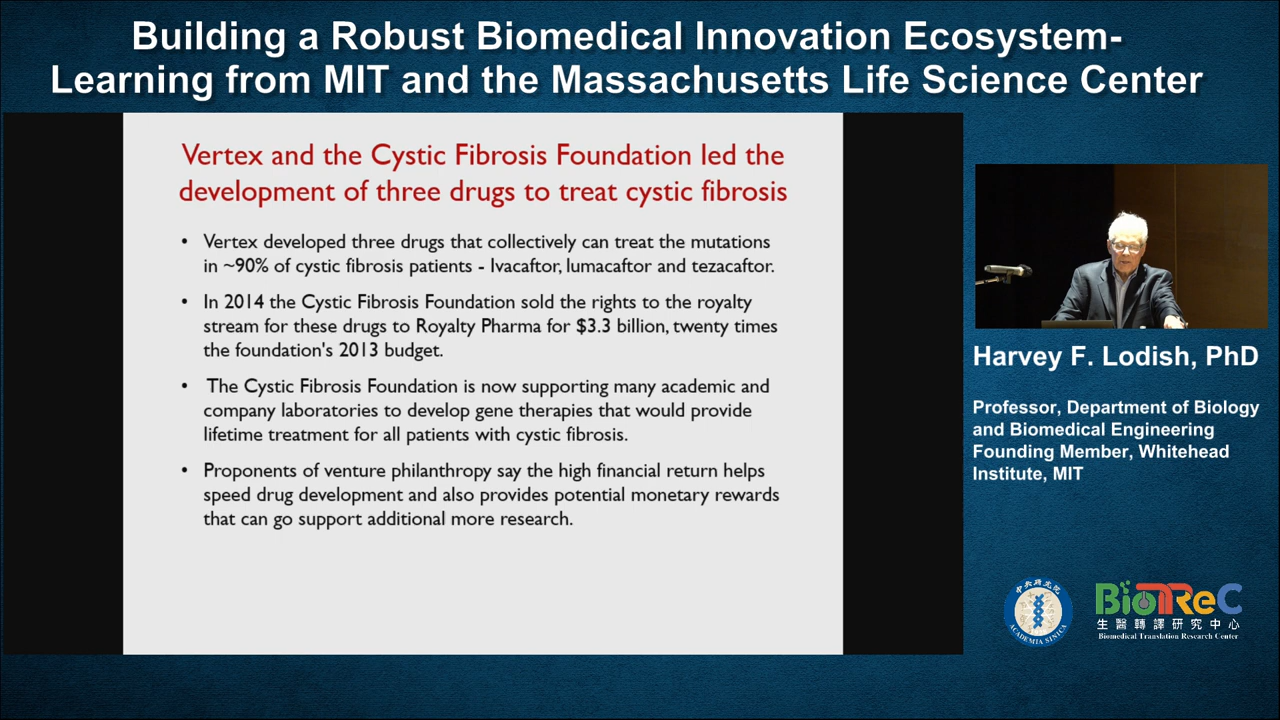 Building a Robust Biomedical Innovation Ecosystem-
Learning from MIT and the Massachusetts Life Science Center
Vertex and the Cystic Fibrosis Foundation led the
development of three drugs to treat cystic fibrosis
• Vertex developed three drugs that collectively can treat the mutations
in ~90% of cystic fibrosis patients - Ivacaftor, lumacaftor and tezacaftor.
• In 2014 the Cystic Fibrosis Foundation sold the rights to the royalty
stream for these drugs to Royalty Pharma for $3.3 billion, twenty times
the foundation's 2013 budget.
• The Cystic Fibrosis Foundation is now supporting many academic and
company laboratories to develop gene therapies that would provide
lifetime treatment for all patients with cystic fibrosis.
• Proponents of venture philanthropy say the high financial return helps
speed drug development and also provides potential monetary rewards
that can go support additional more research.
Harvey F. Lodish, PhD
Professor, Department of Biology
and Biomedical Engineering
Founding Member, Whitehead
Institute, MIT
中央研究院
ACADEMIA SINICA
BioTReC
生醫轉譯研究中心
Biomedical Translation Research Center